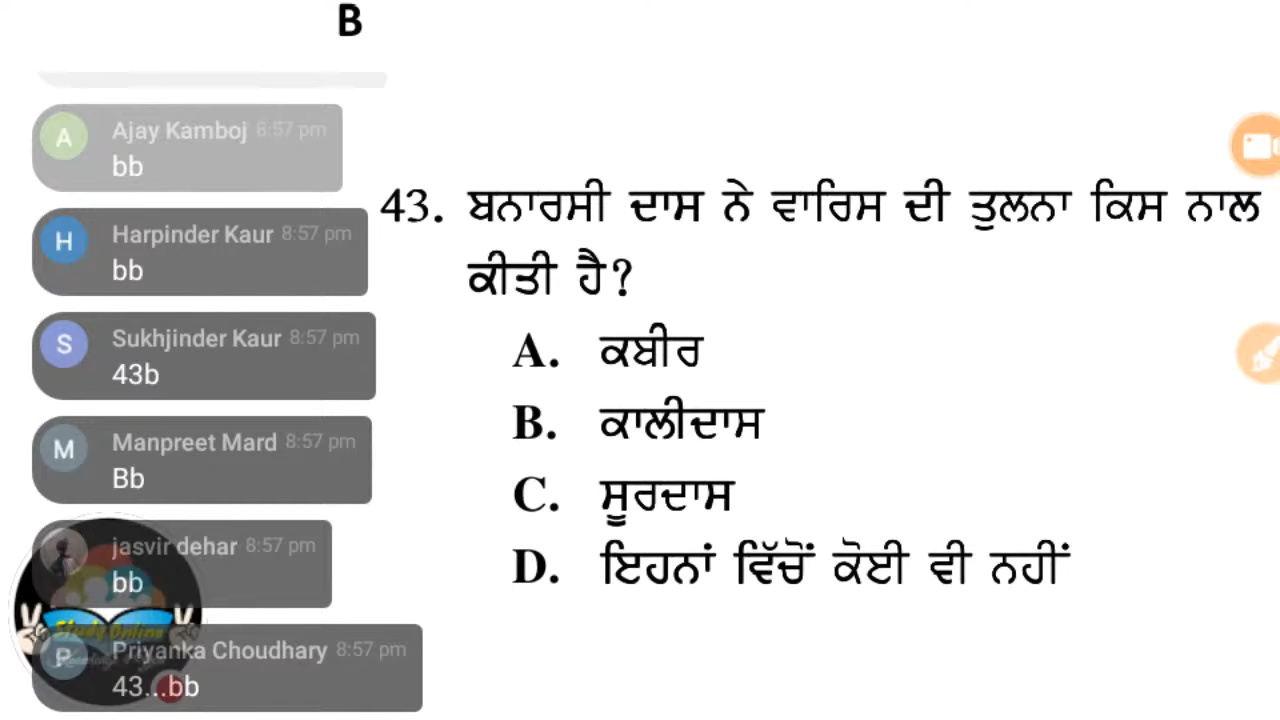 B
Ajay Kamboj 8:57 pm
bb
Harpinder Kaur 8:57 pm
bb
Sukhjinder Kaur 8:57 pm
43b
Manpreet Mard 8:57 pm
Bb
jasvir dehar 8:57 pm
bb
Study Online
Priyanka Choudhary 8:57 pm
43...bb
43. ਬਨਾਰਸੀ ਦਾਸ ਨੇ ਵਾਰਿਸ ਦੀ ਤੁਲਨਾ ਕਿਸ ਨਾਲ
ਕੀਤੀ ਹੈ?
A. ਕਬੀਰ
B. ਕਾਲੀਦਾਸ
C. ਸੂਰਦਾਸ
D. ਇਹਨਾਂ ਵਿੱਚੋਂ ਕੋਈ ਵੀ ਨਹੀਂ